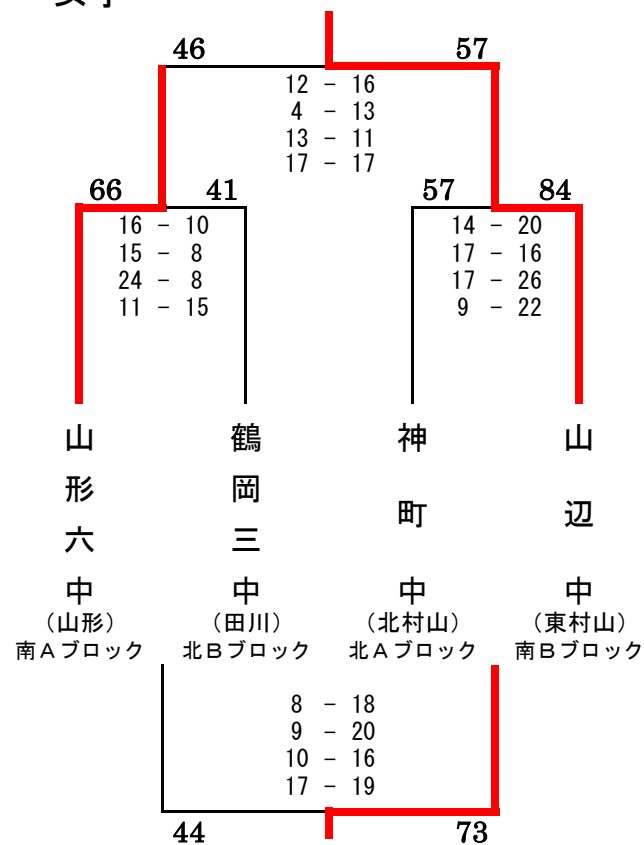 女子
46 57
12 - 16
4 - 13
13 - 11
17 - 17
66 41 57 84
16 - 10
15 - 8
24 - 8
11 - 15
14 - 20
17 - 16
17 - 26
9 - 22
山形六中
(山形)
南Aブロック
鶴岡三中
(田川)
北Bブロック
神町中
(北村山)
北Aブロック
山辺中
(東村山)
南Bブロック
8 - 18
9 - 20
10 - 16
17 - 19
44 73